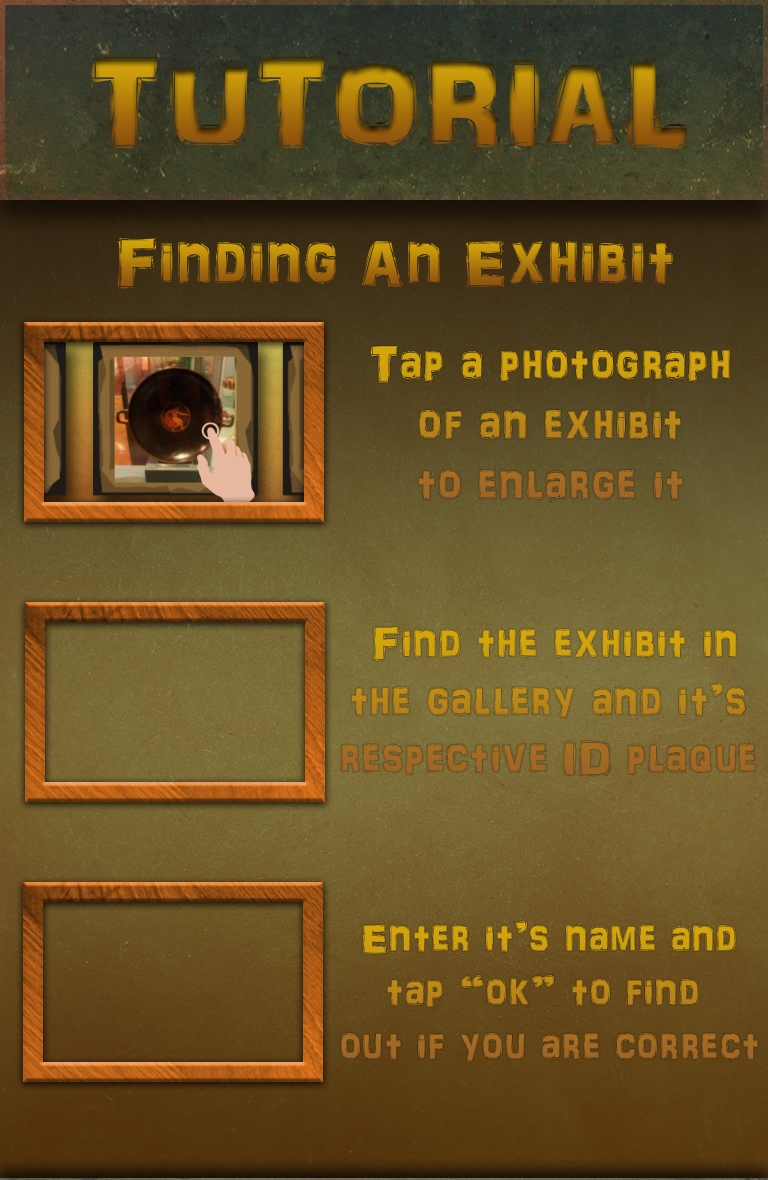 TuTORIAL
Finding An Exhibit
Tap a photograph
of an exhibit
to enlarge it
Find the exhibit in
the gallery and it's
respective ID plaque
Enter it's name and
tap “ok” to find
out if you are correct